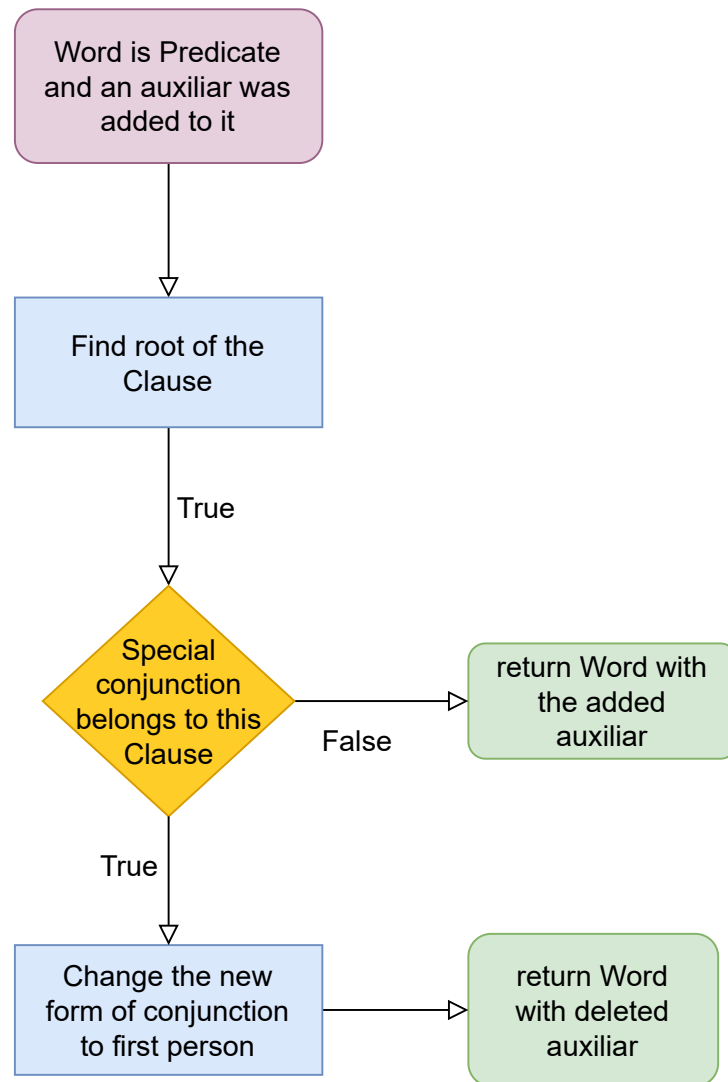 Word is Predicate
and an auxiliar was
added to it
Find root of the
Clause
True
Special
conjunction
belongs to this
Clause
False
return Word with
the added
auxiliar
True
Change the new
form of conjunction
to first person
return Word
with deleted
auxiliar